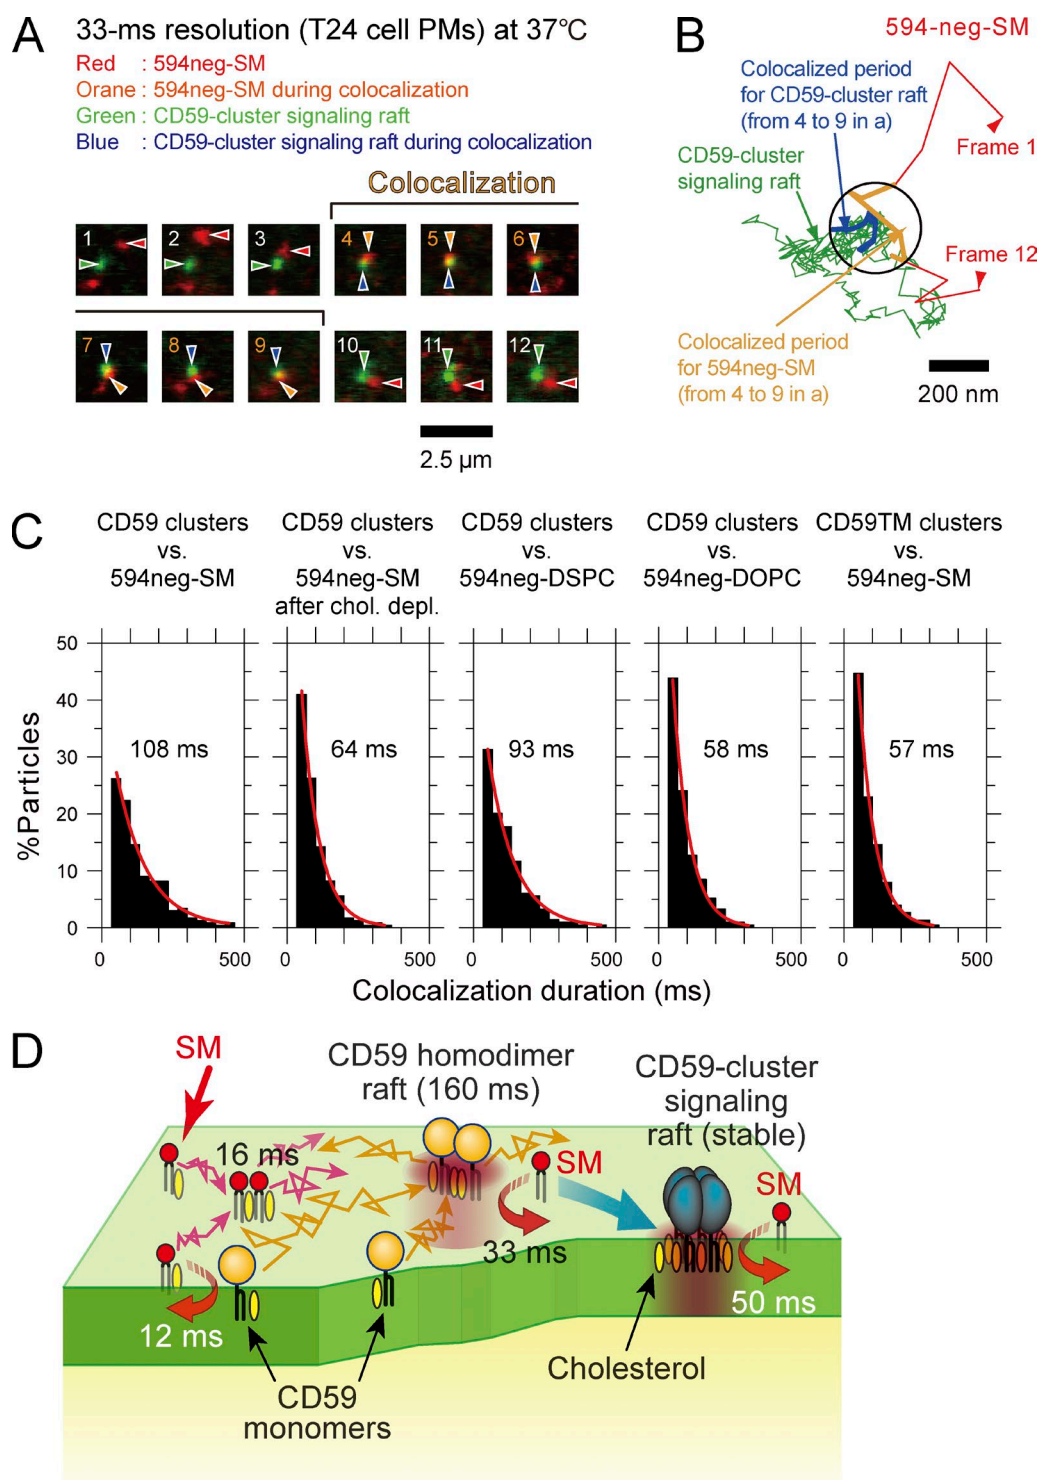 A
33-ms resolution (T24 cell PMs) at 37℃
Red : 594neg-SM
Orane : 594neg-SM during colocalization
Green : CD59-cluster signaling raft
Blue : CD59-cluster signaling raft during colocalization
Colocalization
1 2 3 4 5 6
7 8 9 10 11 12
2.5 μm
B
594-neg-SM
Colocalized period
for CD59-cluster raft
(from 4 to 9 in a)
Frame 1
CD59-cluster
signaling raft
Frame 12
Colocalized period
for 594neg-SM
(from 4 to 9 in a)
200 nm
C
CD59 clusters
vs.
594neg-SM
CD59 clusters
vs.
594neg-SM
after chol. depl.
CD59 clusters
vs.
594neg-DSPC
CD59 clusters
vs.
594neg-DOPC
CD59TM clusters
vs.
594neg-SM
%Particles
50
40
30
20
10
0
108 ms
64 ms
93 ms
58 ms
57 ms
0 500 0 500 0 500 0 500 0 500
Colocalization duration (ms)
D
SM
CD59 homodimer
raft (160 ms)
CD59-cluster
signaling
raft (stable)
16 ms
SM
SM
33 ms
50 ms
12 ms
Cholesterol
CD59
monomers